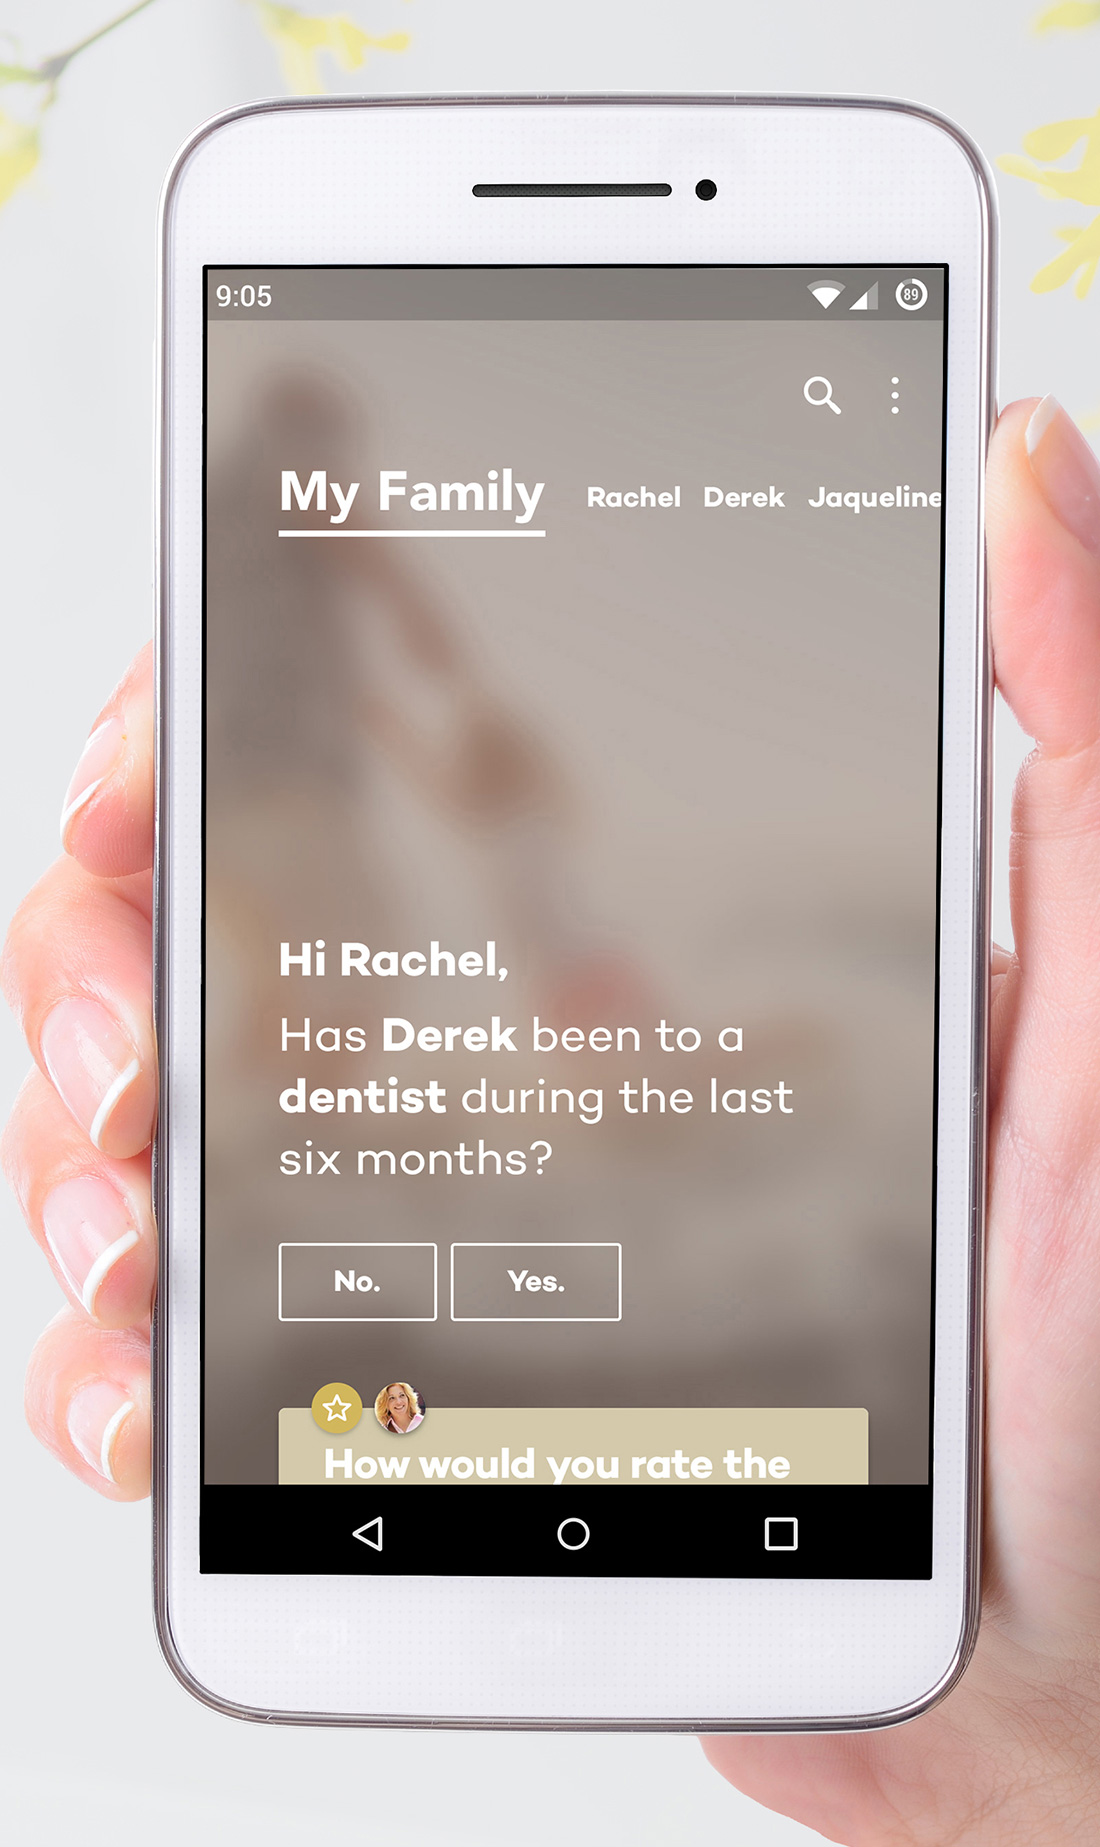 9:05
89
My Family Rachel Derek Jaqueline
Hi Rachel,
Has Derek been to a
dentist during the last
six months?
No. Yes.
How would you rate the